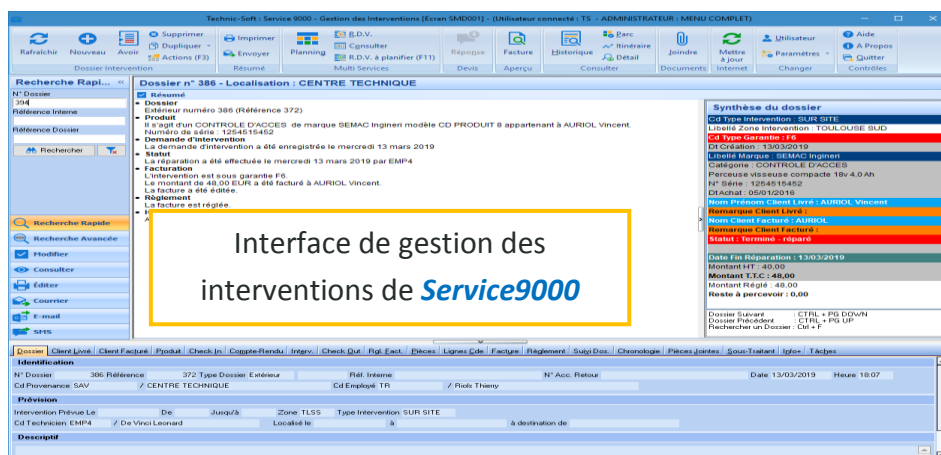 Technic-Soft : Service 9000 - Gestion des Interventions [Ecran SMD001] - (Utilisateur connecté : TS - ADMINISTRATEUR : MENU COMPLET)
Rafraîchir Nouveau Avoir Supprimer Dupliquer Actions (F3) Imprimer Envoyer Planning R.D.V. Consulter R.D.V. à planifier (F11) Réponse Facture Historique Parc Itinéraire Détail Joindre Mettre à jour Utilisateur Paramètres Aide A Propos Quitter
Dossier Intervention Résumé Multi Services Devis Aperçu Consulter Documents Internet Changer Contrôles
Recherche Rapi... «
N° Dossier
394
Référence Interne
Référence Dossier
Rechercher
Recherche Rapide
Recherche Avancée
Modifier
Consulter
Éditer
Courrier
E-mail
SMS
Dossier n° 386 - Localisation : CENTRE TECHNIQUE
Résumé
• Dossier
Extérieur numéro 386 (Référence 372)
• Produit
Il s'agit d'un CONTROLE D'ACCES de marque SEMAC Ingineri modèle CD PRODUIT 8 appartenant à AURIOL Vincent.
Numéro de série : 1254515452
• Demande d'intervention
La demande d'intervention a été enregistrée le mercredi 13 mars 2019
• Statut
La réparation a été effectuée le mercredi 13 mars 2019 par EMP4
• Facturation
L'intervention est sous garantie F6.
Le montant de 48,00 EUR a été facturé à AURIOL Vincent.
La facture a été éditée.
• Règlement
La facture est réglée.
Interface de gestion des
interventions de Service9000
Synthèse du dossier
Cd Type Intervention : SUR SITE
Libellé Zone Intervention : TOULOUSE SUD
Cd Type Garantie : F6
Dt Création : 13/03/2019
Libellé Marque : SEMAC Ingineri
Catégorie : CONTROLE D'ACCES
Perceuse visseuse compacte 18v 4,0 Ah
N° Série : 1254515452
DtAchat : 05/01/2016
Nom Prénom Client Livré : AURIOL Vincent
Remarque Client Livré :
Nom Client Facturé : AURIOL
Remarque Client Facturé :
Statut : Terminé - réparé
Date Fin Réparation : 13/03/2019
Montant HT : 40,00
Montant T.T.C : 48,00
Montant Réglé : 48,00
Reste à percevoir : 0,00
Dossier Suivant : CTRL + PG DOWN
Dossier Précédent : CTRL + PG UP
Rechercher un Dossier : Ctrl + F
Dossier Client Livré Client Facturé Produit Check In Compte-Rendu Interv. Check Out Rgl. Fact. Pièces Lignes Cde Facture Règlement Suivi Dos. Chronologie Pièces Jointes Sous-Traitant Info+ Tâches
Identification
N° Dossier 386 Référence 372 Type Dossier Extérieur Réf. Interne N° Acc. Retour Date 13/03/2019 Heure 18:07
Cd Provenance SAV / CENTRE TECHNIQUE Cd Employé TR / Riols Thierry
Prévision
Intervention Prévue Le De Jusqu'à Zone TLSS Type Intervention SUR SITE
Cd Technicien EMP4 / De Vinci Leonard Localisé le à à destination de
Descriptif